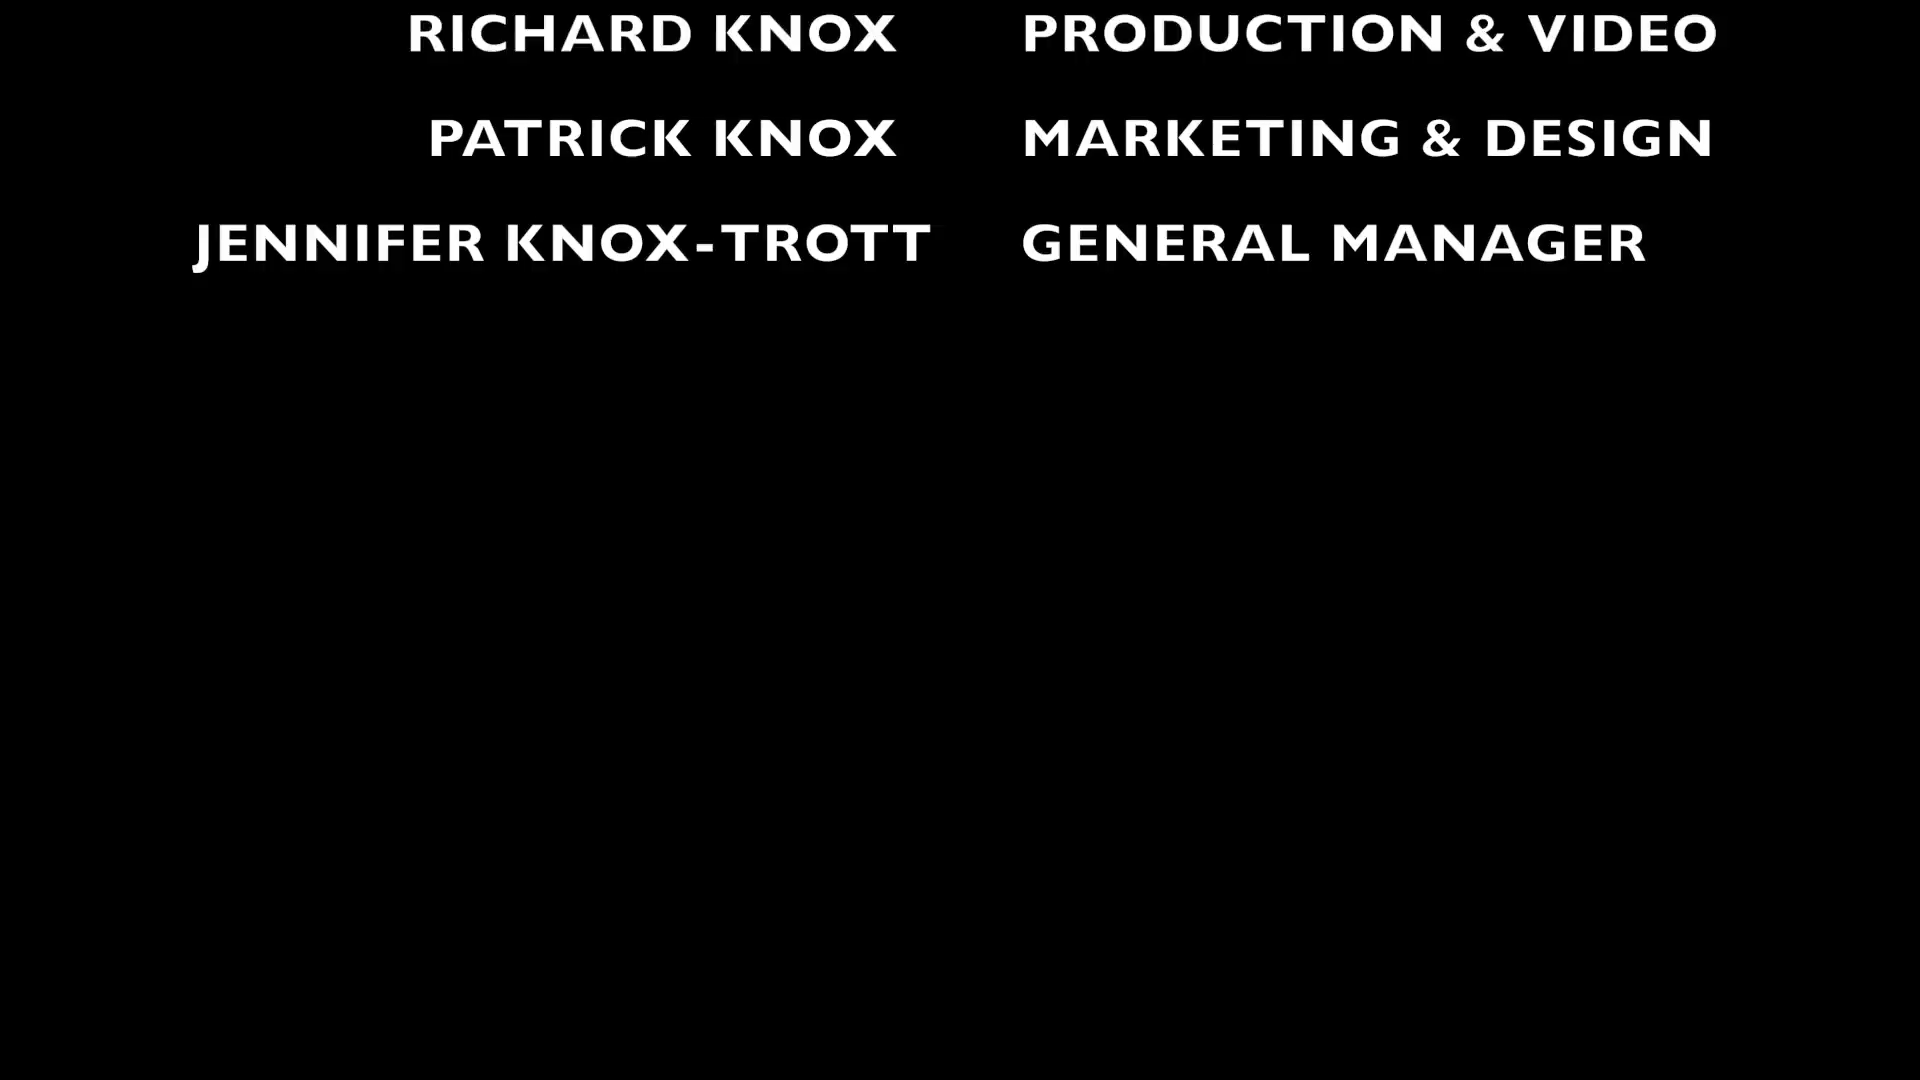 RICHARD KNOX PRODUCTION & VIDEO
PATRICK KNOX MARKETING & DESIGN
JENNIFER KNOX-TROTT GENERAL MANAGER